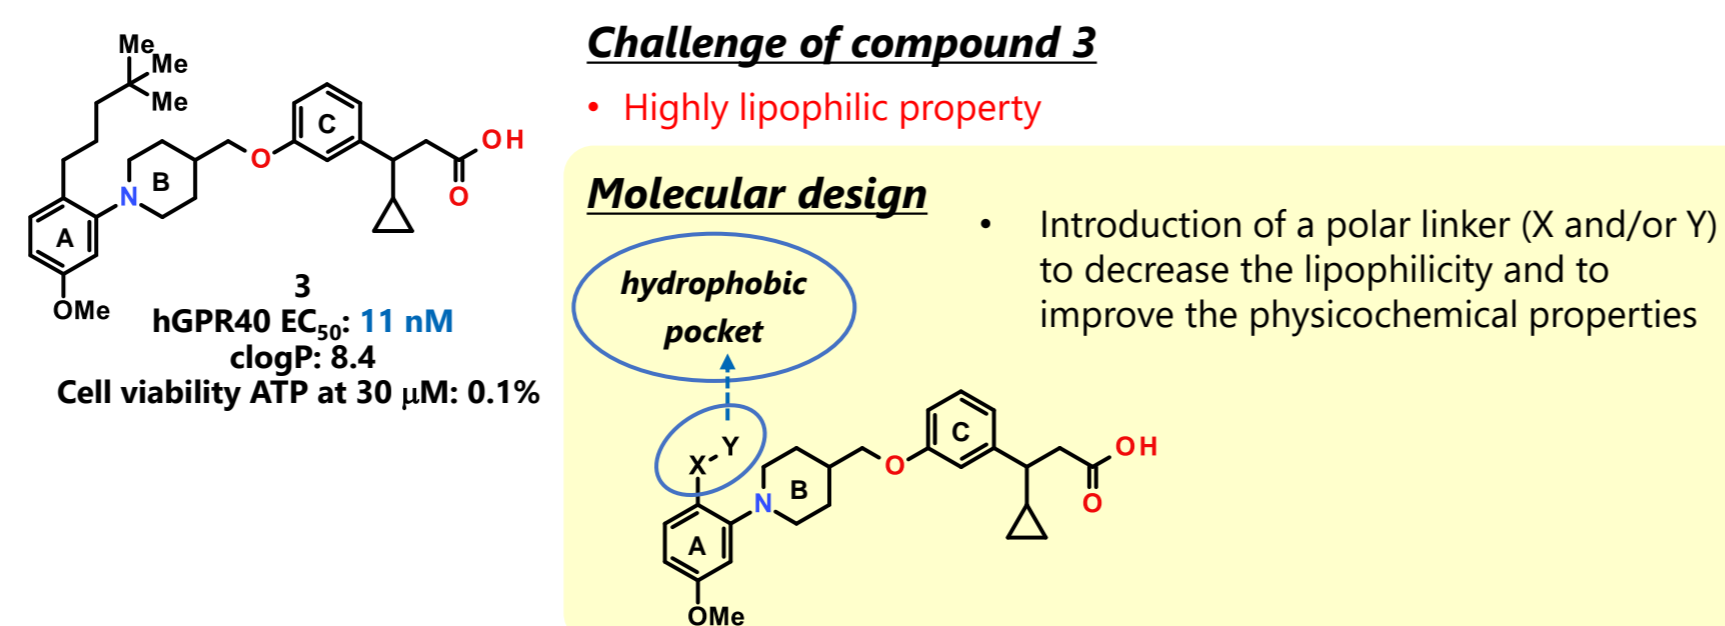 Me
Me
Me
C
OH
O
O
B
N
A
OMe
3
hGPR40 EC50: 11 nM
clogP: 8.4
Cell viability ATP at 30 μM: 0.1%
Challenge of compound 3
• Highly lipophilic property
Molecular design
• Introduction of a polar linker (X and/or Y)
to decrease the lipophilicity and to
improve the physicochemical properties
hydrophobic
pocket
Y
X
C
OH
O
O
B
N
A
OMe